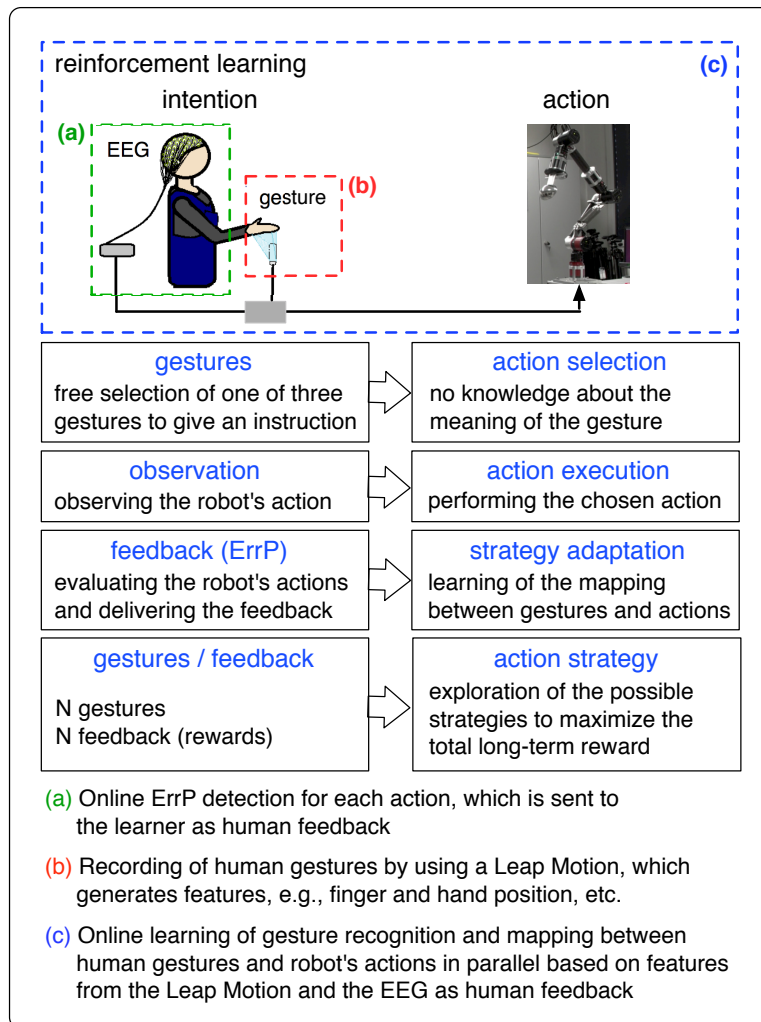 reinforcement learning
(c)
intention
action
(a)
EEG
(b)
gesture
gestures
free selection of one of three
gestures to give an instruction
action selection
no knowledge about the
meaning of the gesture
observation
observing the robot's action
action execution
performing the chosen action
feedback (ErrP)
evaluating the robot's actions
and delivering the feedback
strategy adaptation
learning of the mapping
between gestures and actions
gestures / feedback
N gestures
N feedback (rewards)
action strategy
exploration of the possible
strategies to maximize the
total long-term reward
(a) Online ErrP detection for each action, which is sent to
the learner as human feedback
(b) Recording of human gestures by using a Leap Motion, which
generates features, e.g., finger and hand position, etc.
(c) Online learning of gesture recognition and mapping between
human gestures and robot's actions in parallel based on features
from the Leap Motion and the EEG as human feedback